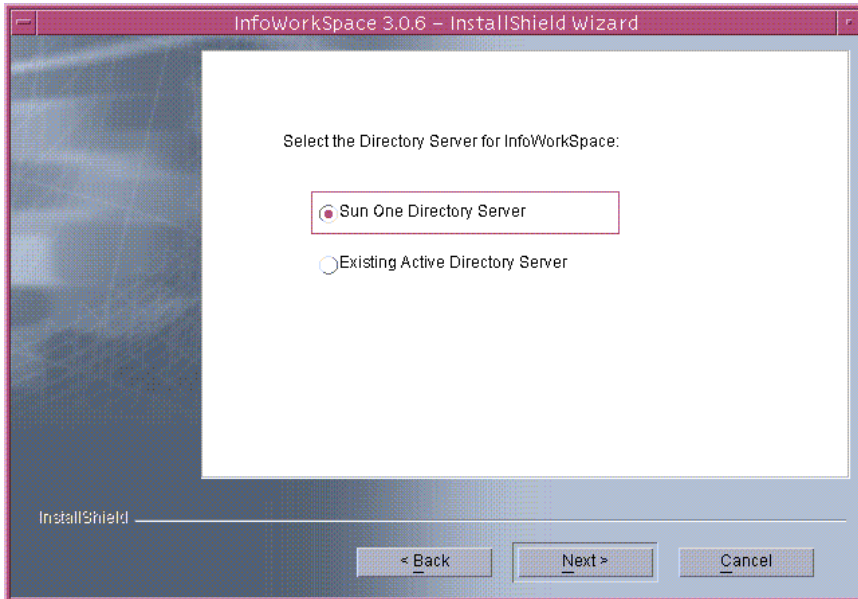 InfoWorkSpace 3.0.6 – InstallShield Wizard
Select the Directory Server for InfoWorkSpace:
Sun One Directory Server
Existing Active Directory Server
InstallShield
< Back
Next >
Cancel